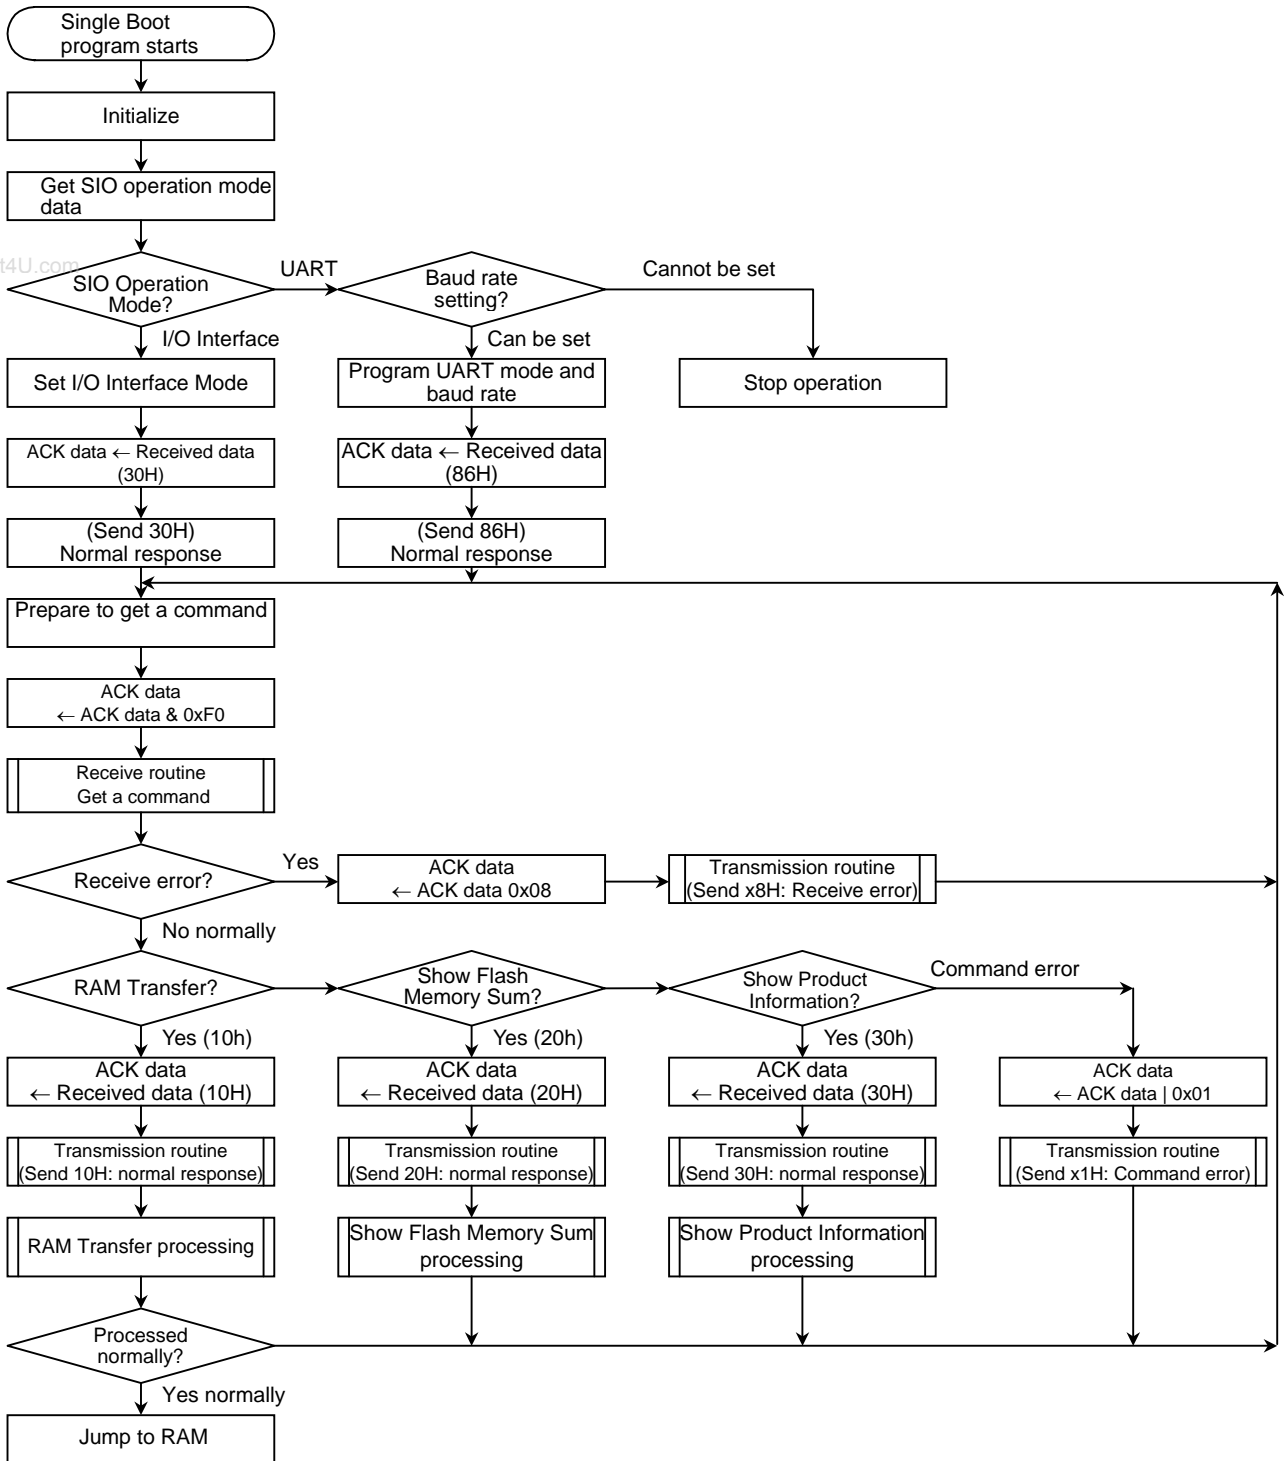 Single Boot
program starts
Initialize
Get SIO operation mode
data
t4U.com
SIO Operation
Mode?
UART
Baud rate
setting?
Cannot be set
I/O Interface
Can be set
Set I/O Interface Mode
Program UART mode and
baud rate
Stop operation
ACK data ← Received data
(30H)
ACK data ← Received data
(86H)
(Send 30H)
Normal response
(Send 86H)
Normal response
Prepare to get a command
ACK data
← ACK data & 0xF0
Receive routine
Get a command
Receive error?
Yes
ACK data
← ACK data 0x08
Transmission routine
(Send x8H: Receive error)
No normally
RAM Transfer?
Show Flash
Memory Sum?
Show Product
Information?
Command error
Yes (10h)
Yes (20h)
Yes (30h)
ACK data
← Received data (10H)
ACK data
← Received data (20H)
ACK data
← Received data (30H)
ACK data
← ACK data | 0x01
Transmission routine
(Send 10H: normal response)
Transmission routine
(Send 20H: normal response)
Transmission routine
(Send 30H: normal response)
Transmission routine
(Send x1H: Command error)
RAM Transfer processing
Show Flash Memory Sum
processing
Show Product Information
processing
Processed
normally?
Yes normally
Jump to RAM